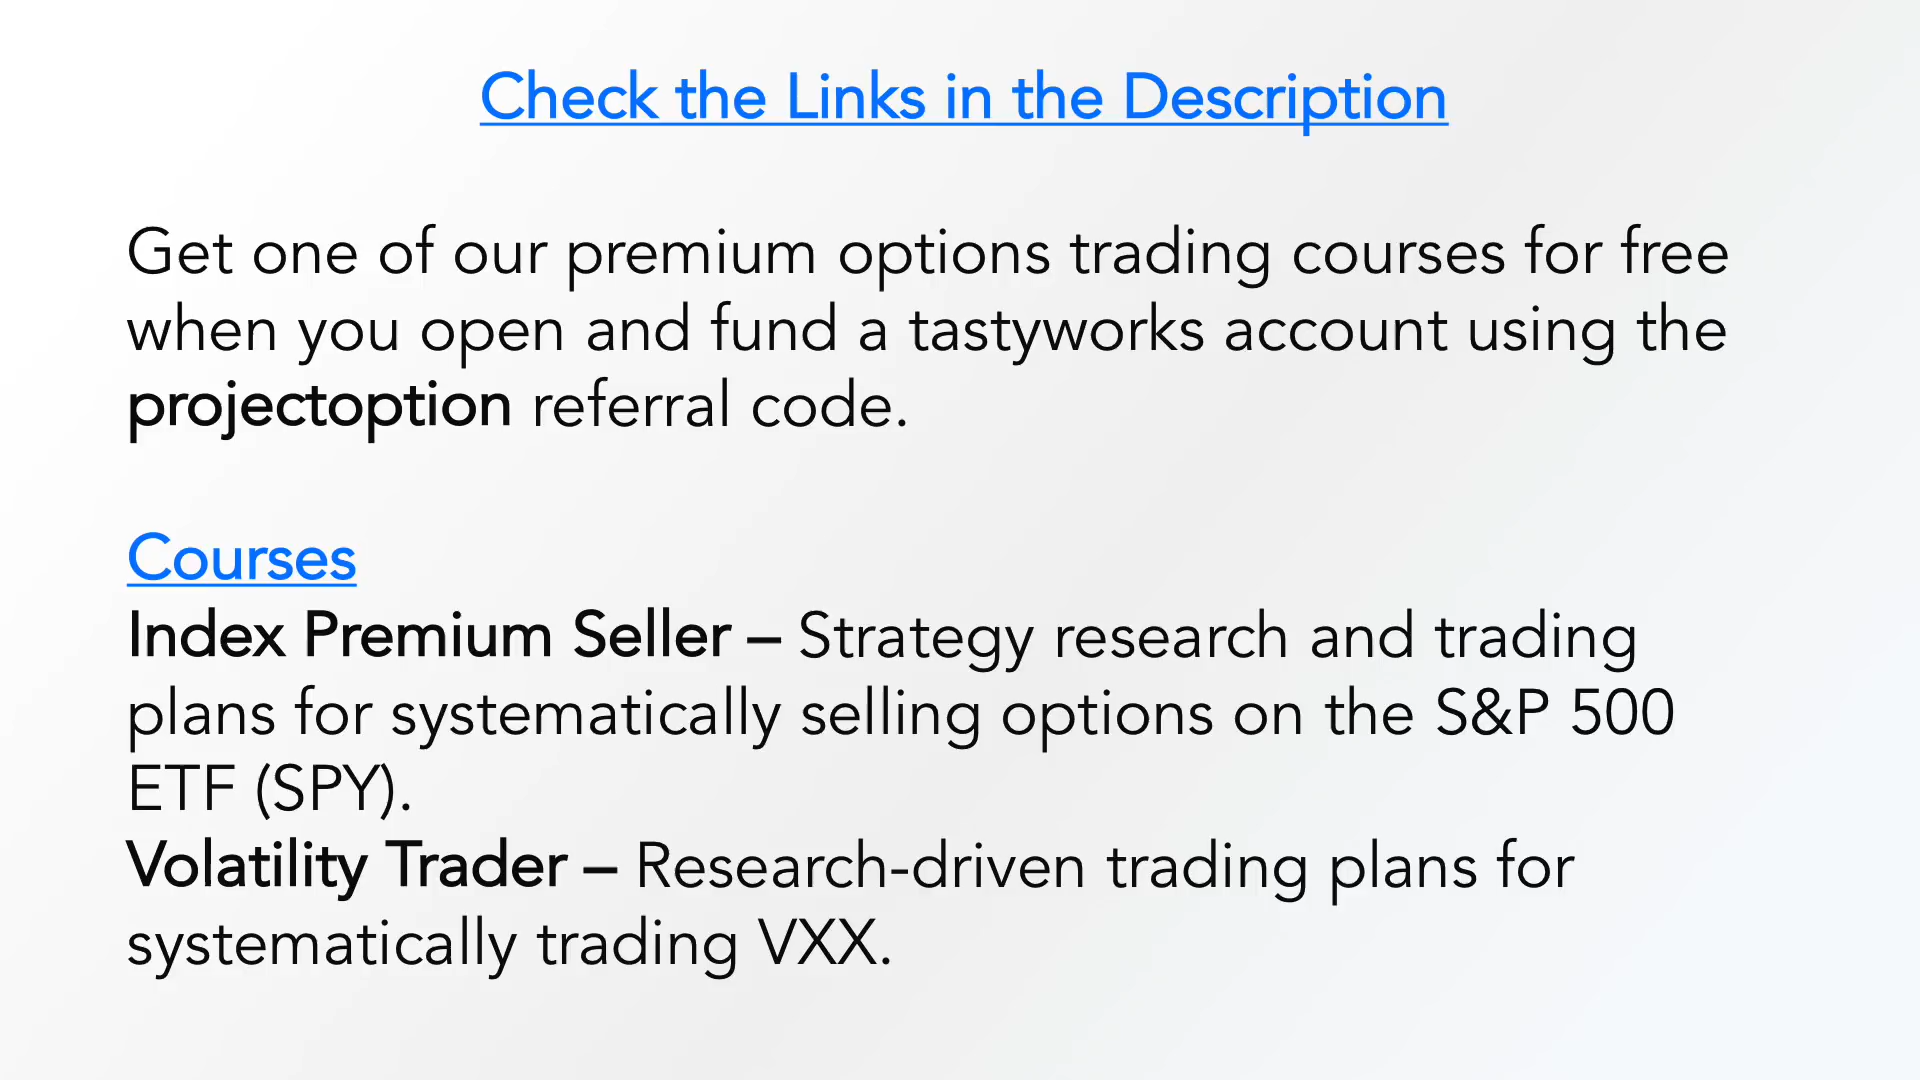 Check the Links in the Description
Get one of our premium options trading courses for free
when you open and fund a tastyworks account using the
projectoption referral code.
Courses
Index Premium Seller – Strategy research and trading
plans for systematically selling options on the S&P 500
ETF (SPY).
Volatility Trader – Research-driven trading plans for
systematically trading VXX.